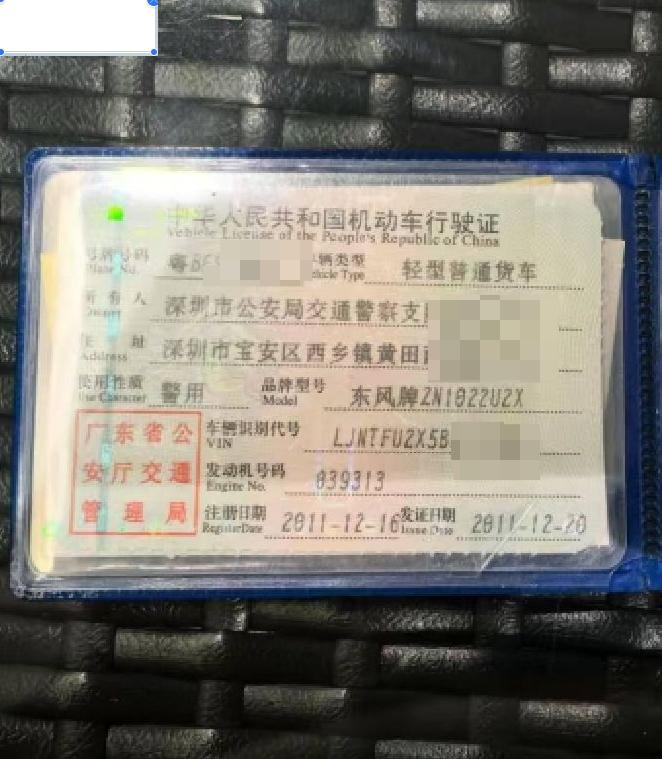 中华人民共和国机动车行驶证
Vehicle License of the People's Republic of China
号牌号码 粤B 车辆类型 轻型普通货车
Plate No. Vehicle Type
所有人 深圳市公安局交通警察支
Owner
住址 深圳市宝安区西乡镇黄田
Address
使用性质 警用 品牌型号 东风牌ZN1022U2X
Use Character Model
广东省公
安厅交通
管理局
车辆识别代号 LJNTFU2X5B
VIN
发动机号码 039313
Engine No.
注册日期 2011-12-16 发证日期 2011-12-20
Register Date Issue Date